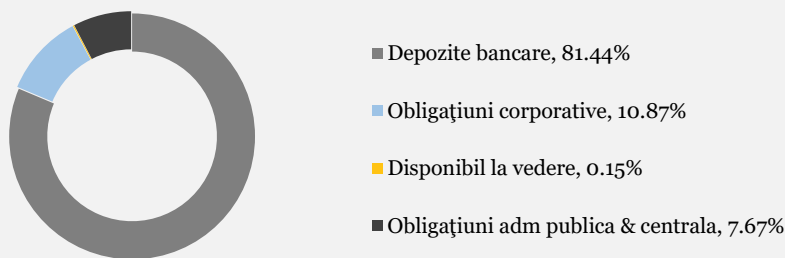 Depozite bancare, 81.44%
Obligaţiuni corporative, 10.87%
Disponibil la vedere, 0.15%
Obligaţiuni adm publica & centrala, 7.67%